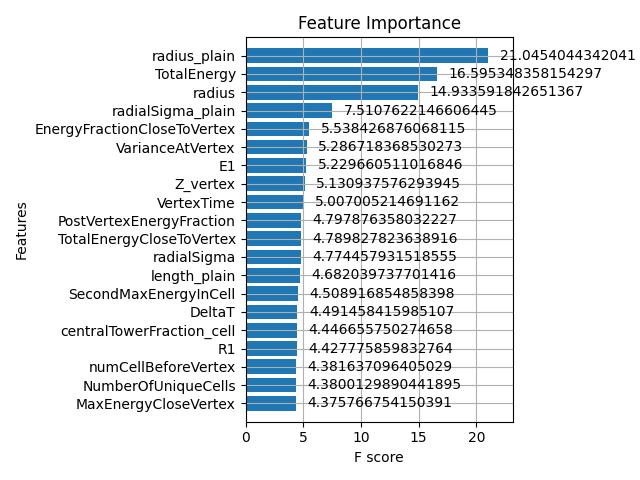 Feature Importance
radius_plain 21.0454044342041
TotalEnergy 16.595348358154297
radius 14.933591842651367
radialSigma_plain 7.5107622146606445
EnergyFractionCloseToVertex 5.538426876068115
VarianceAtVertex 5.286718368530273
E1 5.229660511016846
Z_vertex 5.130937576293945
VertexTime 5.007005214691162
PostVertexEnergyFraction 4.797876358032227
TotalEnergyCloseToVertex 4.789827823638916
radialSigma 4.774457931518555
length_plain 4.682039737701416
SecondMaxEnergyInCell 4.508916854858398
DeltaT 4.491458415985107
centralTowerFraction_cell 4.446655750274658
R1 4.427775859832764
numCellBeforeVertex 4.381637096405029
NumberOfUniqueCells 4.3800129890441895
MaxEnergyCloseVertex 4.375766754150391
0 5 10 15 20
F score
Features